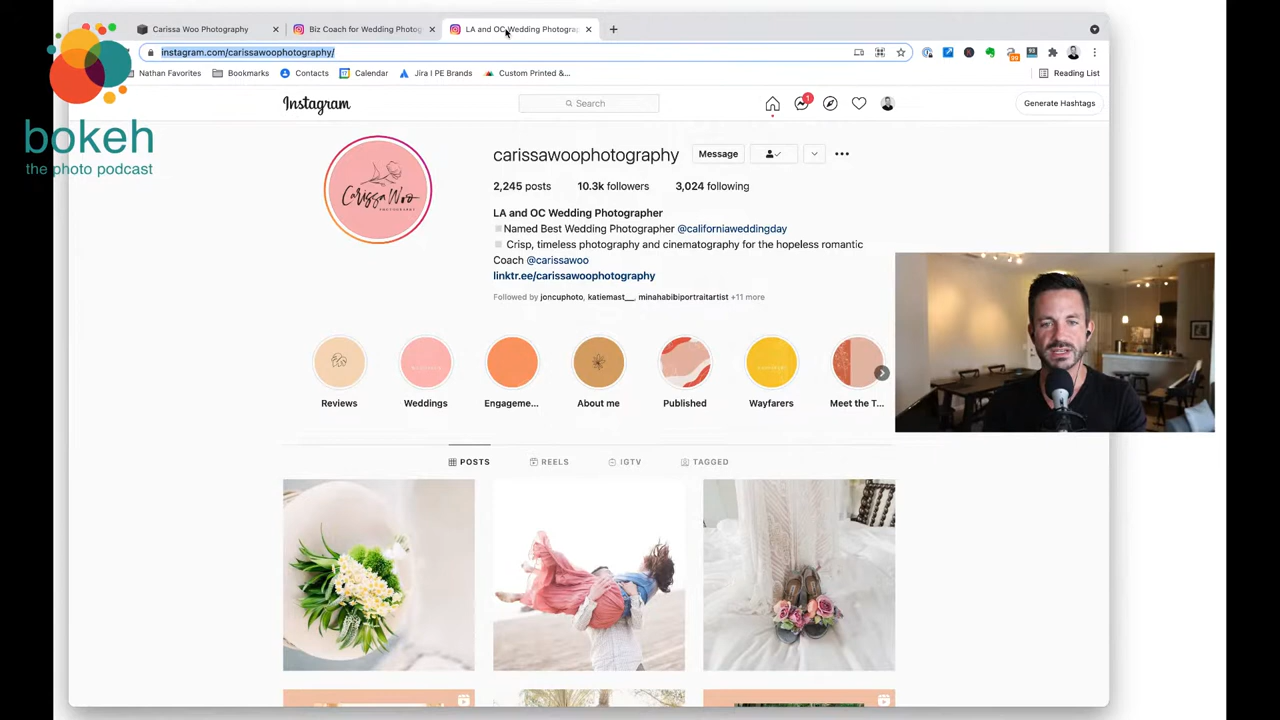 Carissa Woo Photography
Biz Coach for Wedding Photog
LA and OC Wedding Photogra
instagram.com/carissawoophotography/
Nathan Favorites
Bookmarks
Contacts
Calendar
Jira I PE Brands
Custom Printed &...
Reading List
bokeh
the photo podcast
Instagram
Search
1
Generate Hashtags
carissawoophotography
Message
2,245 posts
10.3k followers
3,024 following
LA and OC Wedding Photographer
Named Best Wedding Photographer @californiaweddingday
Crisp, timeless photography and cinematography for the hopeless romantic
Coach @carissawoo
linktr.ee/carissawoophotography
Followed by joncuphoto, katiemast__, minahabibiportraitartist +11 more
Carissa Woo
PHOTOGRAPHY
Reviews
Weddings
Engageme...
About me
Published
Wayfarers
Meet the T...
POSTS
REELS
IGTV
TAGGED